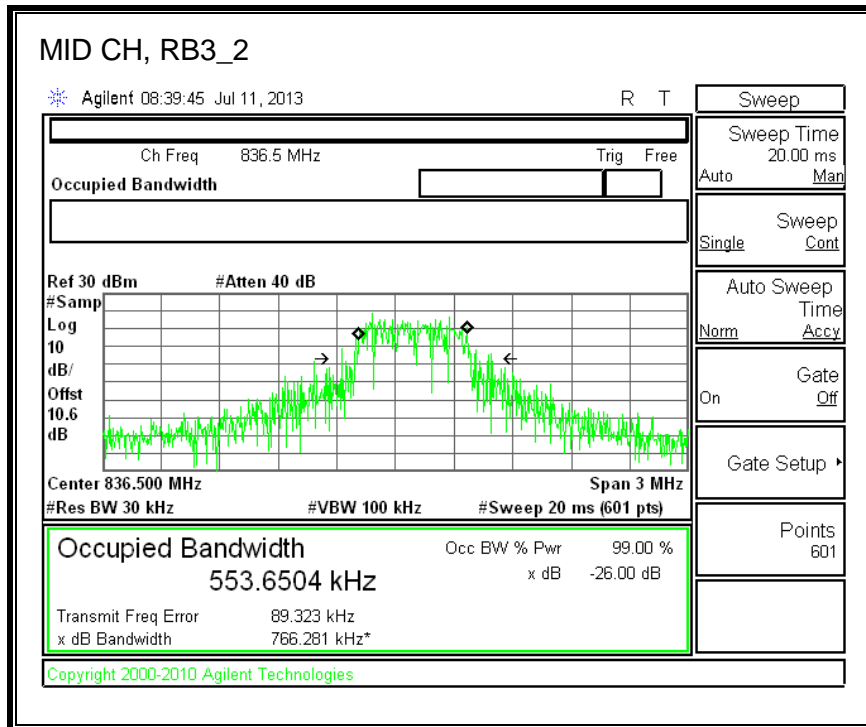 MID CH, RB3_2
Agilent 08:39:45 Jul 11, 2013 R T
Ch Freq 836.5 MHz Trig Free
Occupied Bandwidth
Ref 30 dBm #Atten 40 dB
#Samp
Log
10
dB/
Offst
10.6
dB
Center 836.500 MHz Span 3 MHz
#Res BW 30 kHz #VBW 100 kHz #Sweep 20 ms (601 pts)
Occupied Bandwidth Occ BW % Pwr 99.00 %
553.6504 kHz x dB -26.00 dB
Transmit Freq Error 89.323 kHz
x dB Bandwidth 766.281 kHz*
Copyright 2000-2010 Agilent Technologies
Sweep
Sweep Time
20.00 ms
Auto Man
Sweep
Single Cont
Auto Sweep
Time
Norm Accy
Gate
On Off
Gate Setup
Points
601